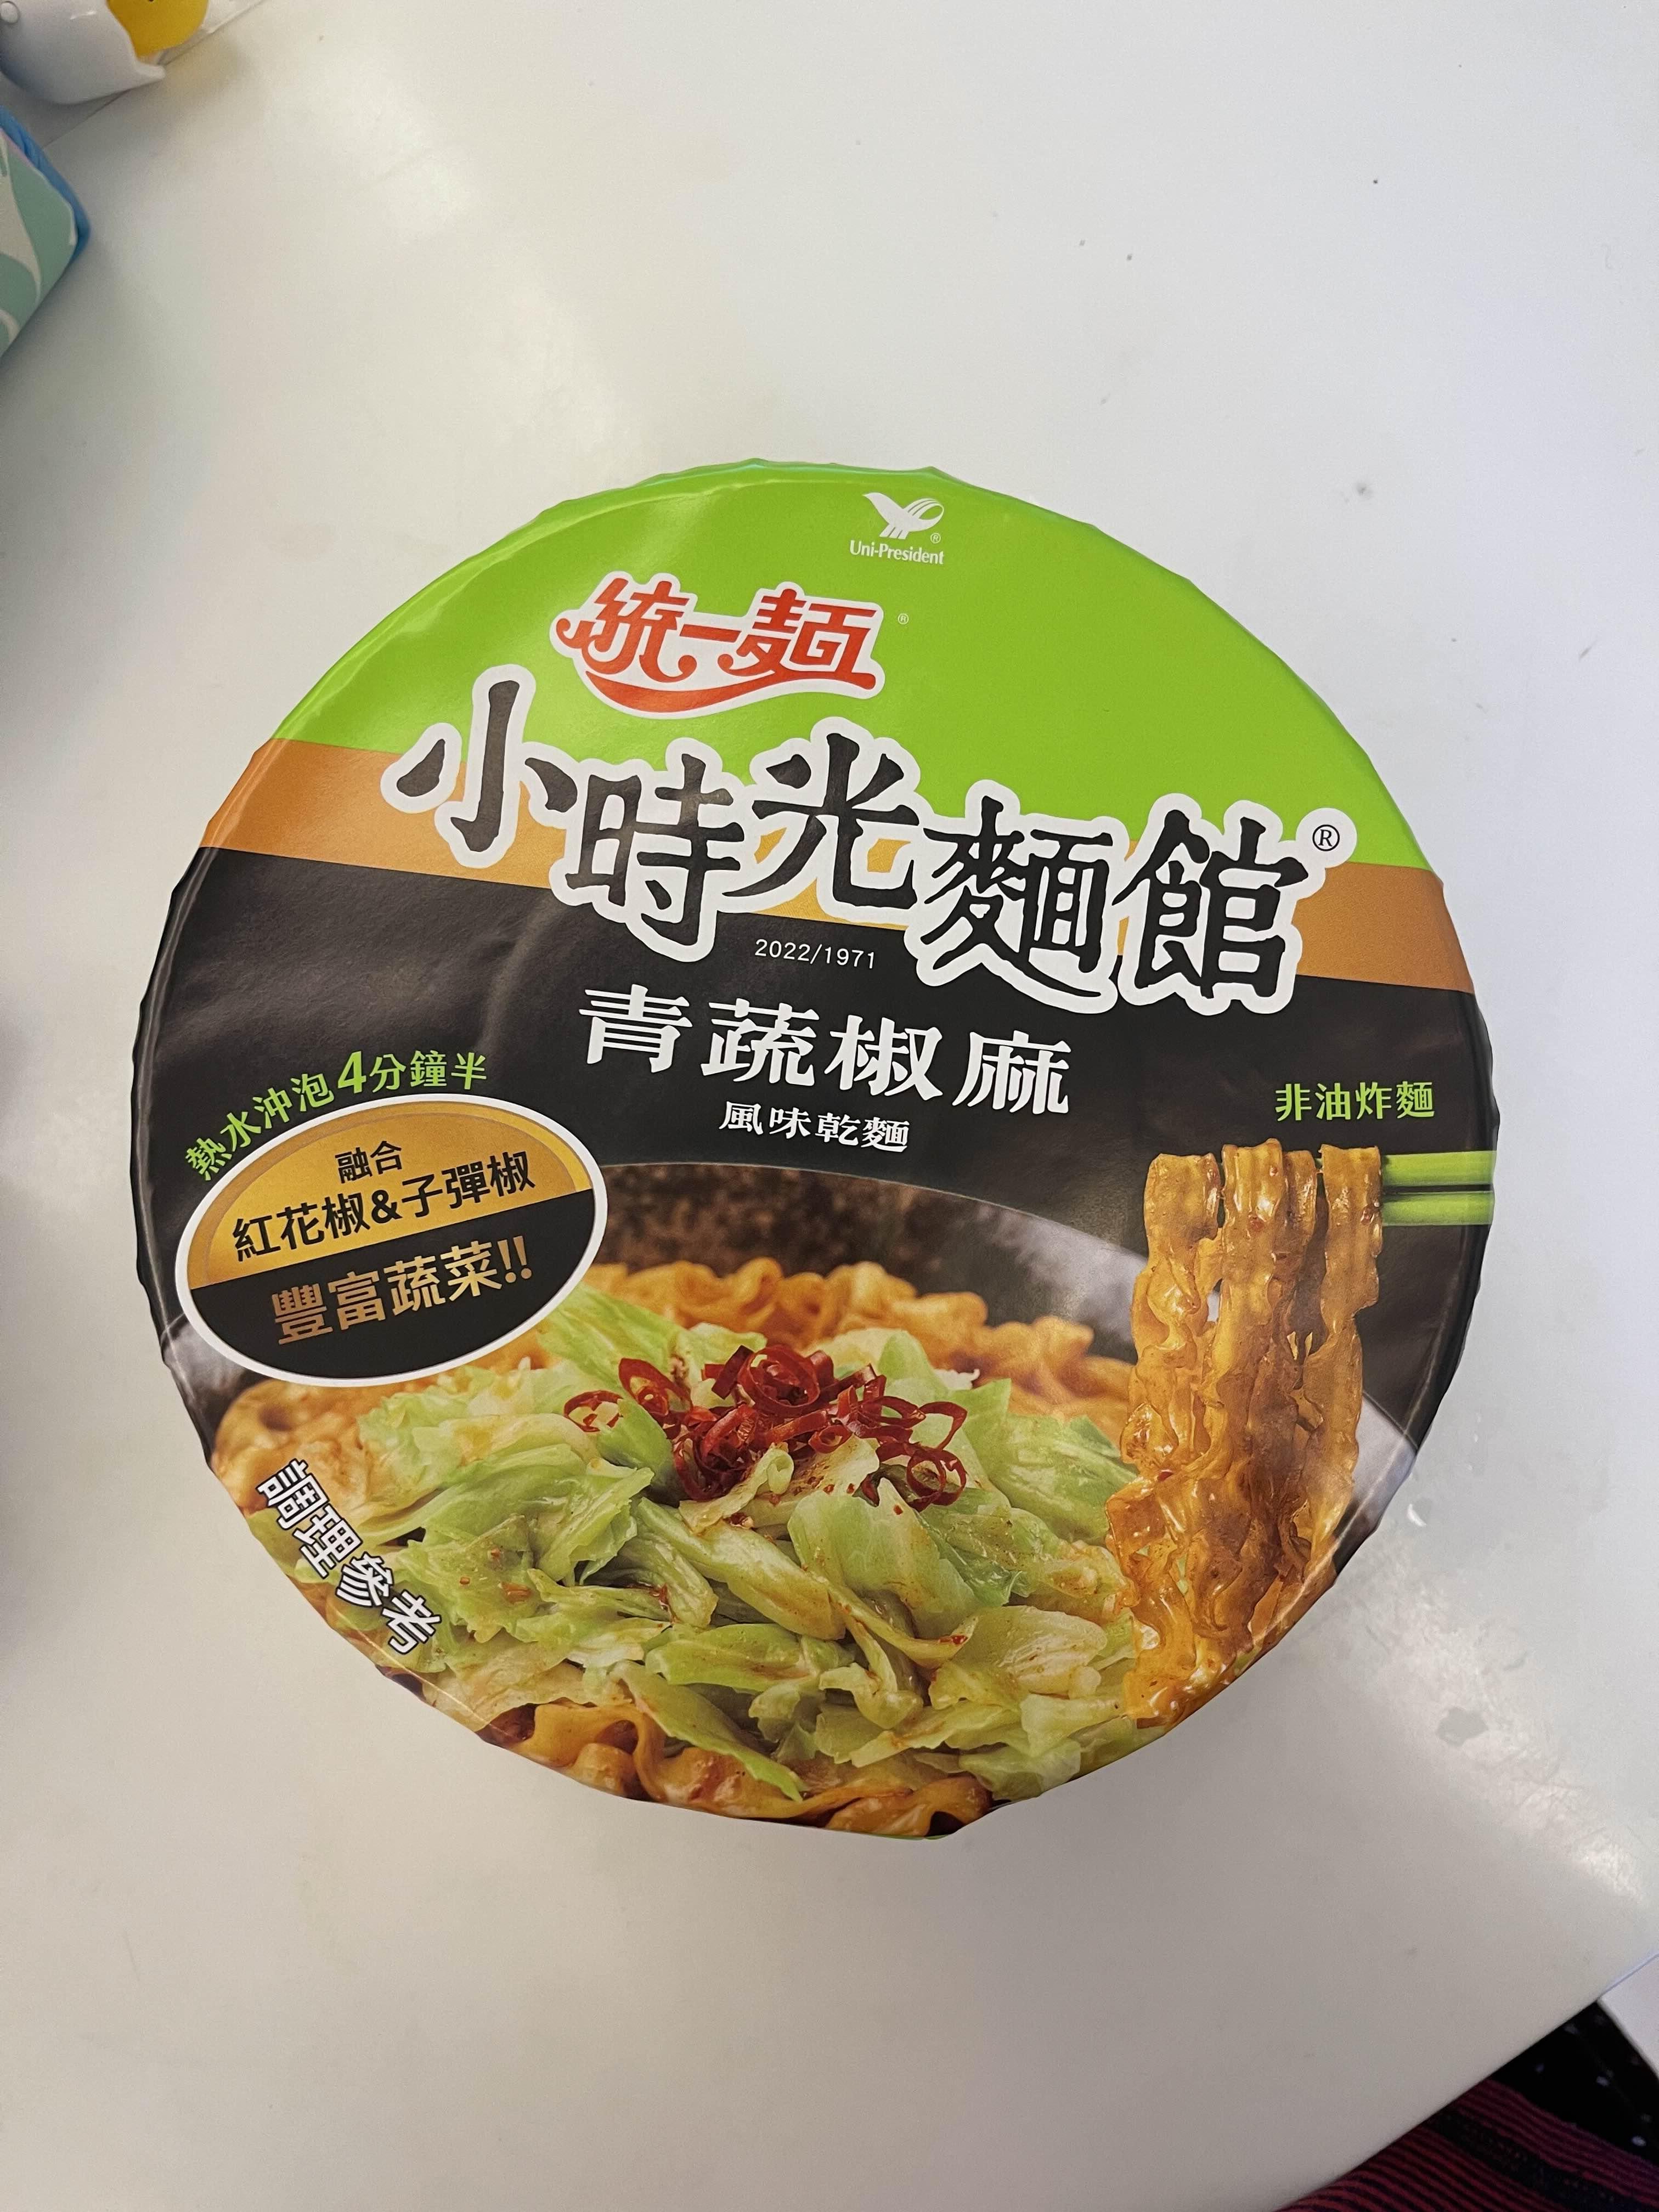 Uni-President®
統一麵®
小時光麵館®
2022/1971
青蔬椒麻
風味乾麵
熱水沖泡4分鐘半
融合
紅花椒&子彈椒
豐富蔬菜!!
非油炸麵
調理參考